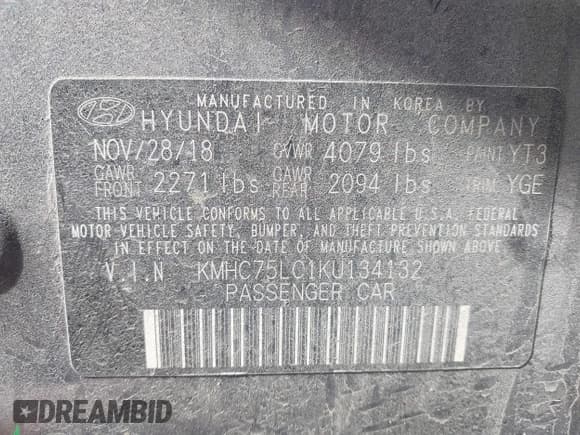 MANUFACTURED IN KOREA BY
HYUNDAI MOTOR COMPANY
NOV/28/18 GVWR 4079 lbs PAINT YT3
GAWR FRONT 2271 lbs GAWR REAR 2094 lbs TRIM YGE
THIS VEHICLE CONFORMS TO ALL APPLICABLE U.S.A. FEDERAL
MOTOR VEHICLE SAFETY, BUMPER, AND THEFT PREVENTION STANDARDS
IN EFFECT ON THE DATE OF MANUFACTURE SHOWN ABOVE.
V.I.N KMHC75LC1KU134132
PASSENGER CAR
DREAMBID